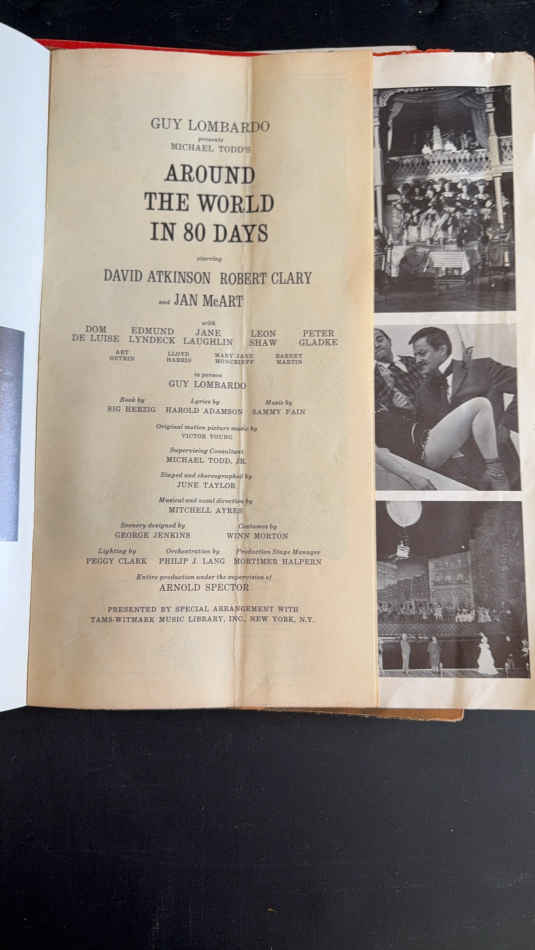 GUY LOMBARDO
presents
MICHAEL TODD'S
AROUND
THE WORLD
IN 80 DAYS
starring
DAVID ATKINSON ROBERT CLARY
and JAN McART
with
DOM EDMUND JANE LEON PETER
DE LUISE LYNDECK LAUGHLIN SHAW GLADKE
ART LLOYD MARY JANE BARNEY
OSTRIN HARRIS MONCRIEFF MARTIN
in person
GUY LOMBARDO
Book by Lyrics by Music by
SIG HERZIG HAROLD ADAMSON SAMMY FAIN
Original motion picture music by
VICTOR YOUNG
Supervising Consultant
MICHAEL TODD, JR.
Staged and choreographed by
JUNE TAYLOR
Musical and vocal direction by
MITCHELL AYRES
Scenery designed by Costumes by
GEORGE JENKINS WINN MORTON
Lighting by Orchestration by Production Stage Manager
PEGGY CLARK PHILIP J. LANG MORTIMER HALPERN
Entire production under the supervision of
ARNOLD SPECTOR
PRESENTED BY SPECIAL ARRANGEMENT WITH
TAMS-WITMARK MUSIC LIBRARY, INC., NEW YORK, N.Y.